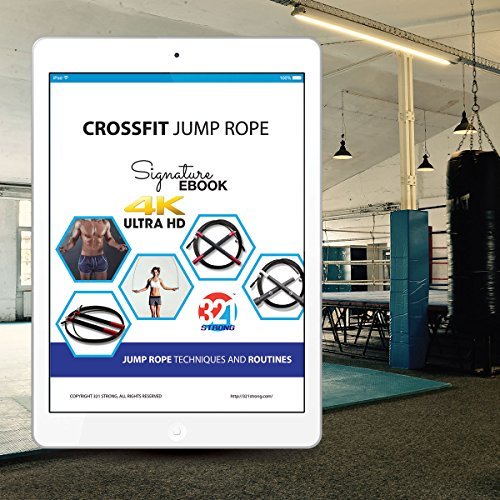 iPad
100%
CROSSFIT JUMP ROPE
Signature
EBOOK
4K
ULTRA HD
321
STRONG
JUMP ROPE TECHNIQUES AND ROUTINES
COPYRIGHT 321 STRONG, ALL RIGHTS RESERVED
http://321strong.com/